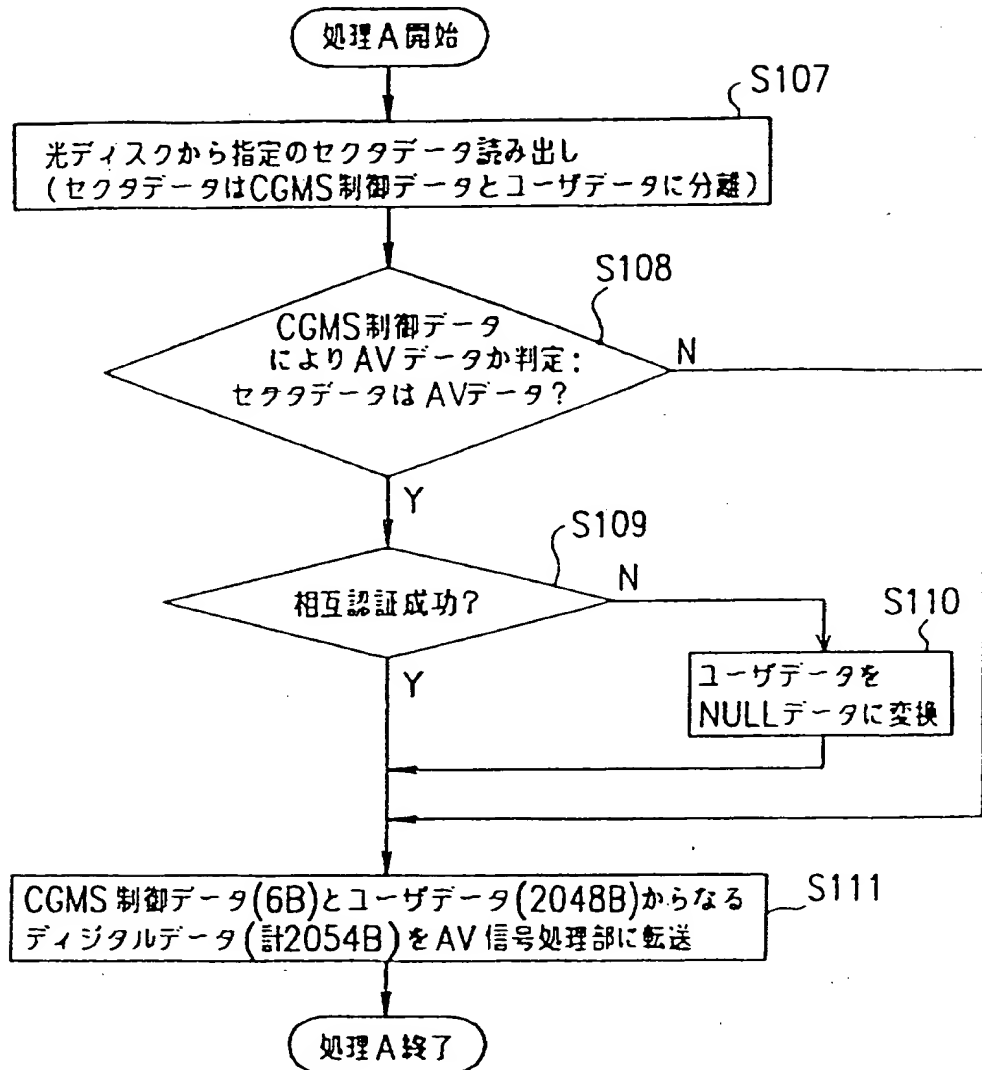 処理A開始
S107
光ディスクから指定のセクタデータ読み出し
(セクタデータはCGMS制御データとユーザデータに分離)
S108
CGMS制御データ
によりAVデータか判定:
セクタデータはAVデータ?
N
Y
S109
相互認証成功?
N
Y
S110
ユーザデータを
NULLデータに変換
CGMS制御データ(6B)とユーザデータ(2048B)からなる
ディジタルデータ(計2054B)をAV信号処理部に転送
S111
処理A終了